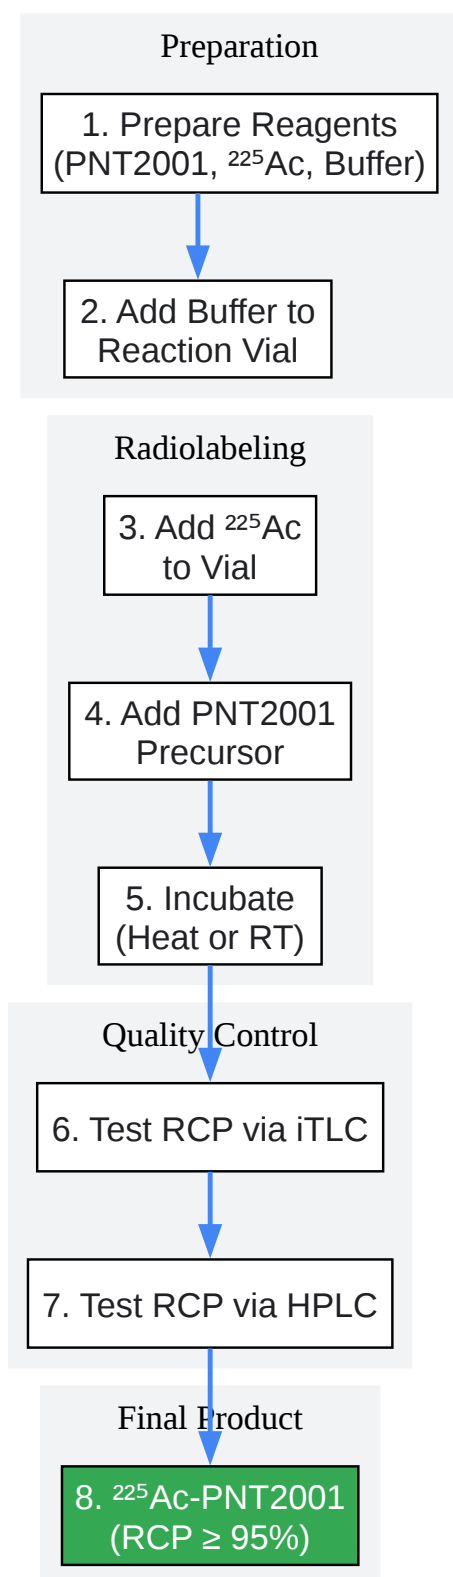 Preparation
1. Prepare Reagents
(PNT2001, ²²⁵Ac, Buffer)
2. Add Buffer to
Reaction Vial
Radiolabeling
3. Add ²²⁵Ac
to Vial
4. Add PNT2001
Precursor
5. Incubate
(Heat or RT)
Quality Control
6. Test RCP via iTLC
7. Test RCP via HPLC
Final Product
8. ²²⁵Ac-PNT2001
(RCP ≥ 95%)